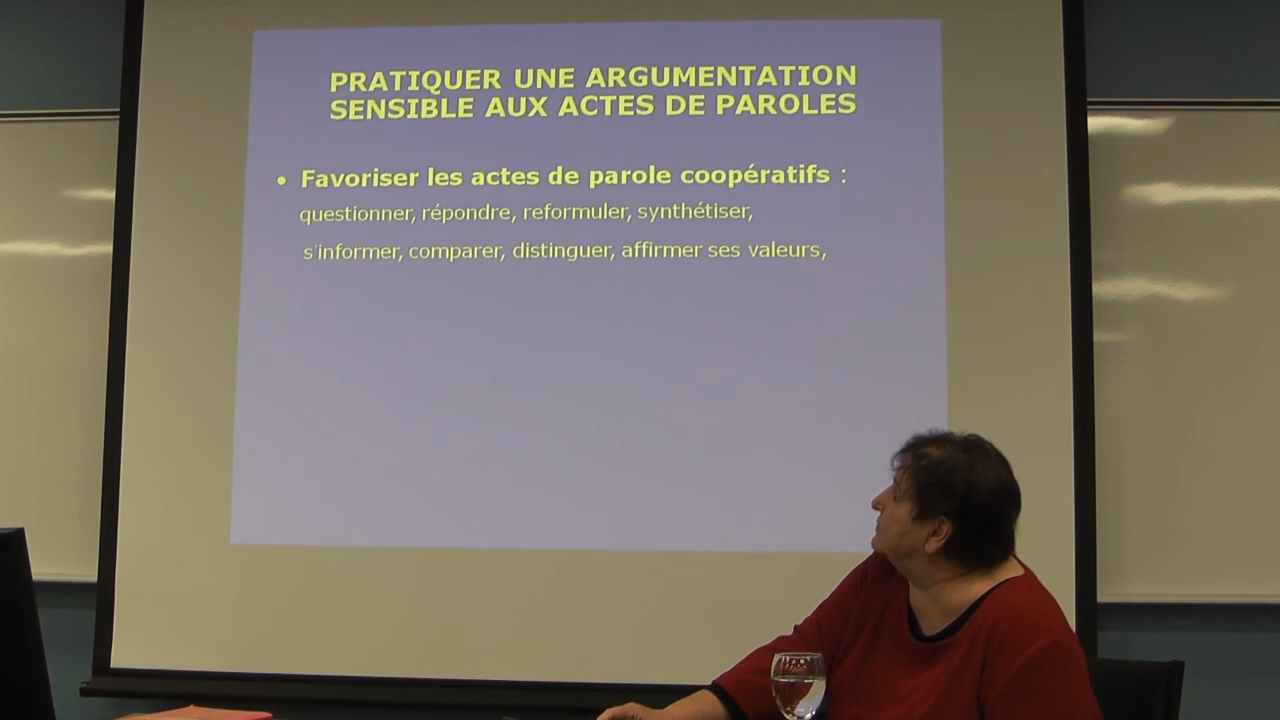 PRATIQUER UNE ARGUMENTATION
SENSIBLE AUX ACTES DE PAROLES
• Favoriser les actes de parole coopératifs :
questionner, répondre, reformuler, synthétiser,
s'informer, comparer, distinguer, affirmer ses valeurs,